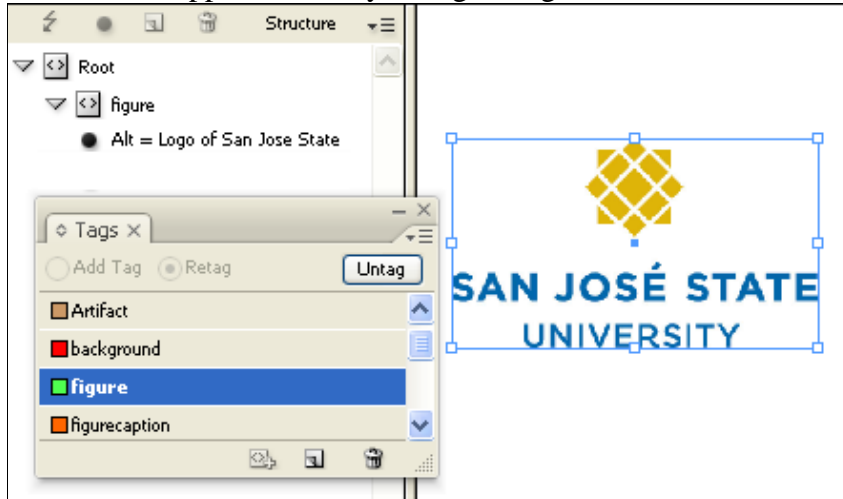 Structure
Root
figure
Alt = Logo of San Jose State
Tags
Add Tag Retag Untag
Artifact
background
figure
figurecaption
SAN JOSÉ STATE
UNIVERSITY